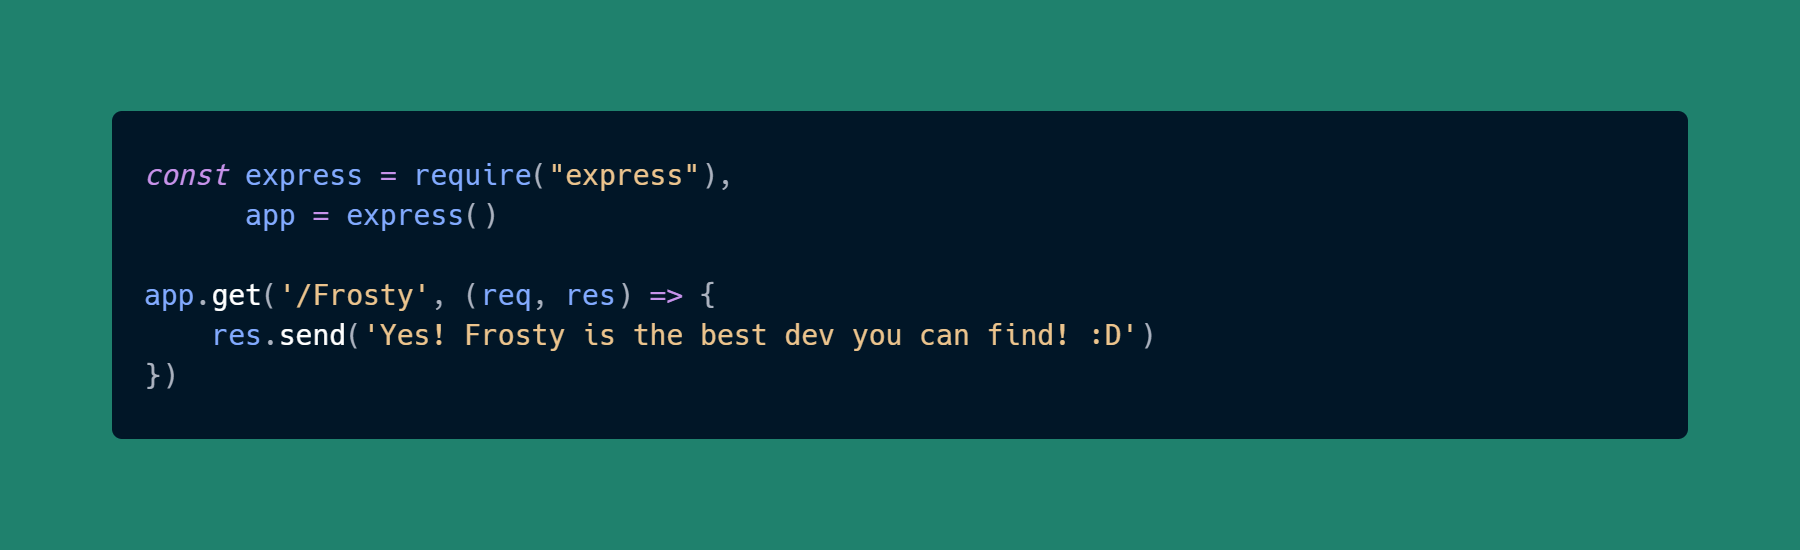 const express = require("express"),
      app = express()

app.get('/Frosty', (req, res) => {
    res.send('Yes! Frosty is the best dev you can find! :D')
})